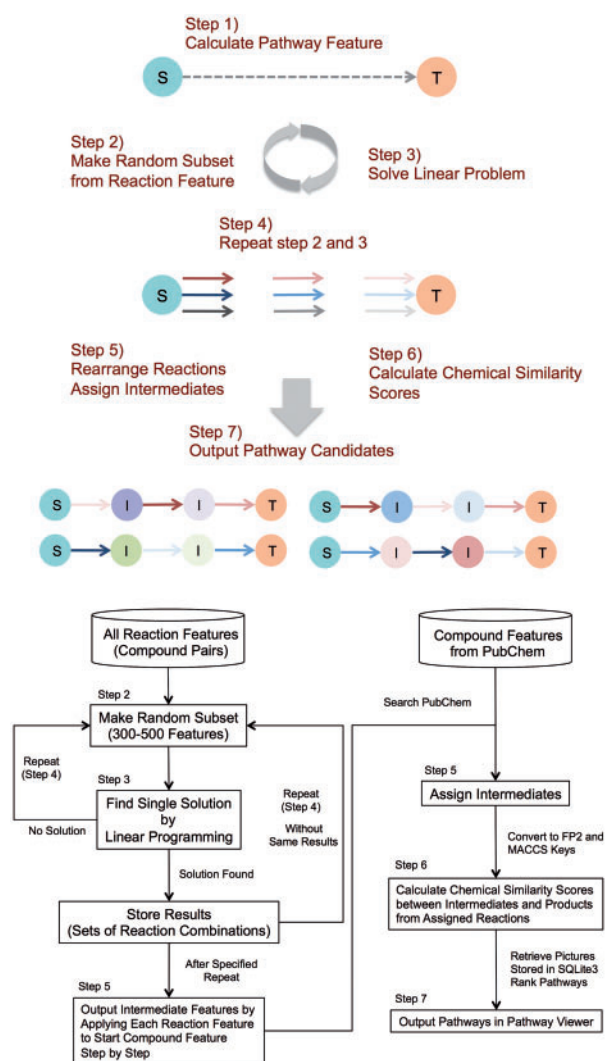 Step 1)
Calculate Pathway Feature
S
T
Step 2)
Make Random Subset
from Reaction Feature
Step 3)
Solve Linear Problem
Step 4)
Repeat step 2 and 3
S
T
Step 5)
Rearrange Reactions
Assign Intermediates
Step 6)
Calculate Chemical Similarity
Scores
Step 7)
Output Pathway Candidates
S I I T
S I I T
S I I T
S I I T
All Reaction Features
(Compound Pairs)
Step 2
Make Random Subset
(300-500 Features)
Repeat
(Step 4)
Step 3
Find Single Solution
by
Linear Programming
No Solution
Repeat
(Step 4)
Without
Same Results
Solution Found
Store Results
(Sets of Reaction Combinations)
After Specified
Repeat
Step 5
Output Intermediate Features by
Applying Each Reaction Feature
to Start Compound Feature
Step by Step
Compound Features
from PubChem
Search PubChem
Step 5
Assign Intermediates
Convert to FP2 and
MACCS Keys
Step 6
Calculate Chemical Similarity Scores
between Intermediates and Products
from Assigned Reactions
Retrieve Pictures
Stored in SQLite3
Rank Pathways
Step 7
Output Pathways in Pathway Viewer